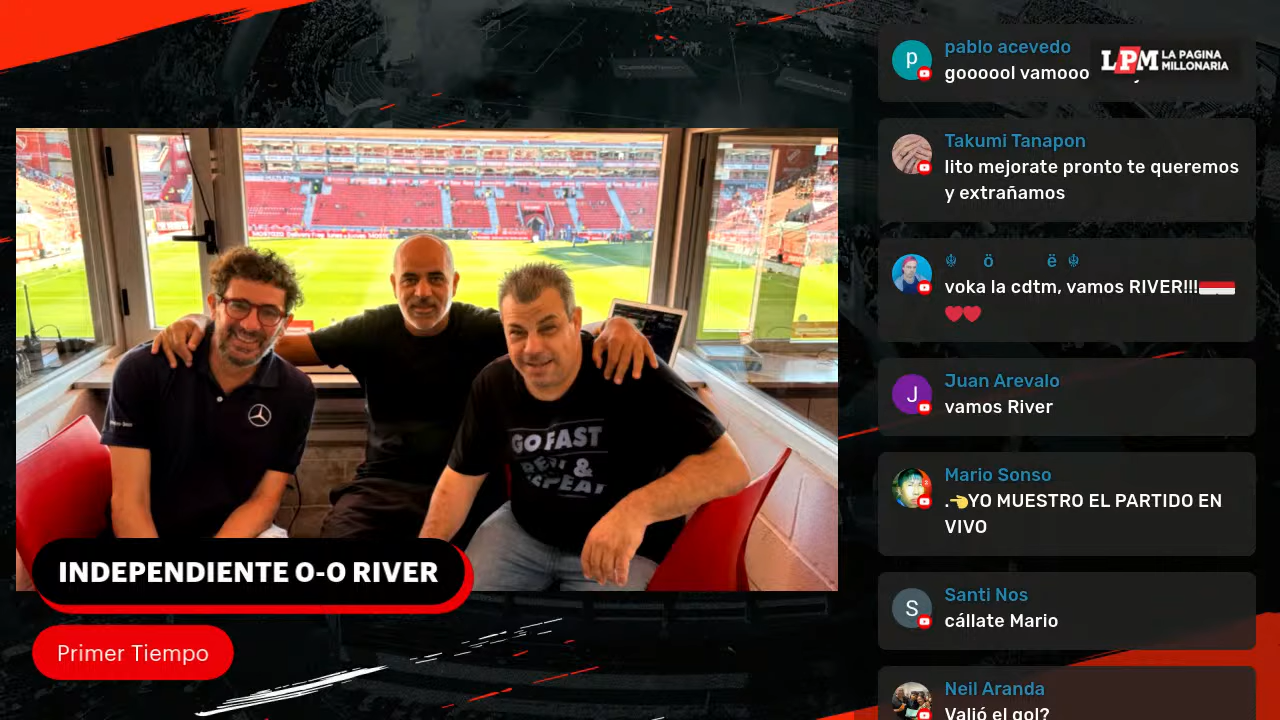 pablo acevedo
goooool vamooo
LPM LA PAGINA
MILLONARIA
Takumi Tanapon
lito mejorate pronto te queremos
y extrañamos
☬ ö ë ☬
voka la cdtm, vamos RIVER!!!
❤️❤️
Juan Arevalo
vamos River
Mario Sonso
.👈YO MUESTRO EL PARTIDO EN
VIVO
Santi Nos
cállate Mario
Neil Aranda
Valió el gol?
GO FAST
&
INDEPENDIENTE 0-0 RIVER
Primer Tiempo